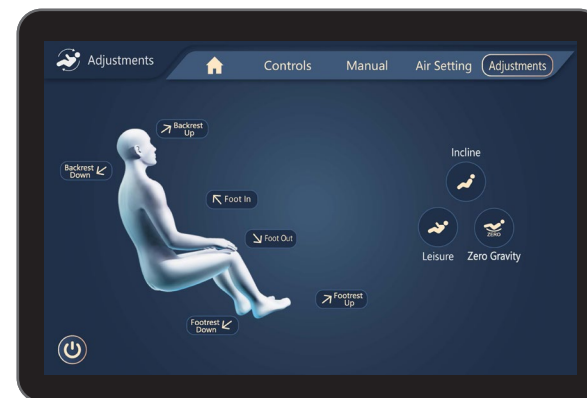 Adjustments
Controls
Manual
Air Setting
Adjustments
Backrest
Up
Backrest
Down
Foot In
Foot Out
Footrest
Up
Footrest
Down
Incline
Leisure
ZERO
Zero Gravity